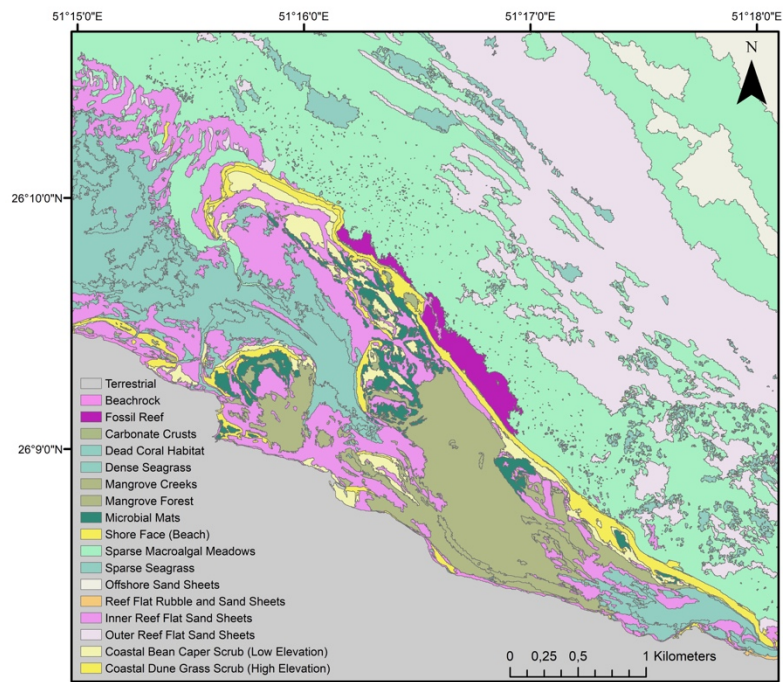 51°15'0"E 51°16'0"E 51°17'0"E 51°18'0"E
N
26°10'0"N
26°9'0"N
Terrestrial
Beachrock
Fossil Reef
Carbonate Crusts
Dead Coral Habitat
Dense Seagrass
Mangrove Creeks
Mangrove Forest
Microbial Mats
Shore Face (Beach)
Sparse Macroalgal Meadows
Sparse Seagrass
Offshore Sand Sheets
Reef Flat Rubble and Sand Sheets
Inner Reef Flat Sand Sheets
Outer Reef Flat Sand Sheets
Coastal Bean Caper Scrub (Low Elevation)
Coastal Dune Grass Scrub (High Elevation)
0 0,25 0,5 1 Kilometers